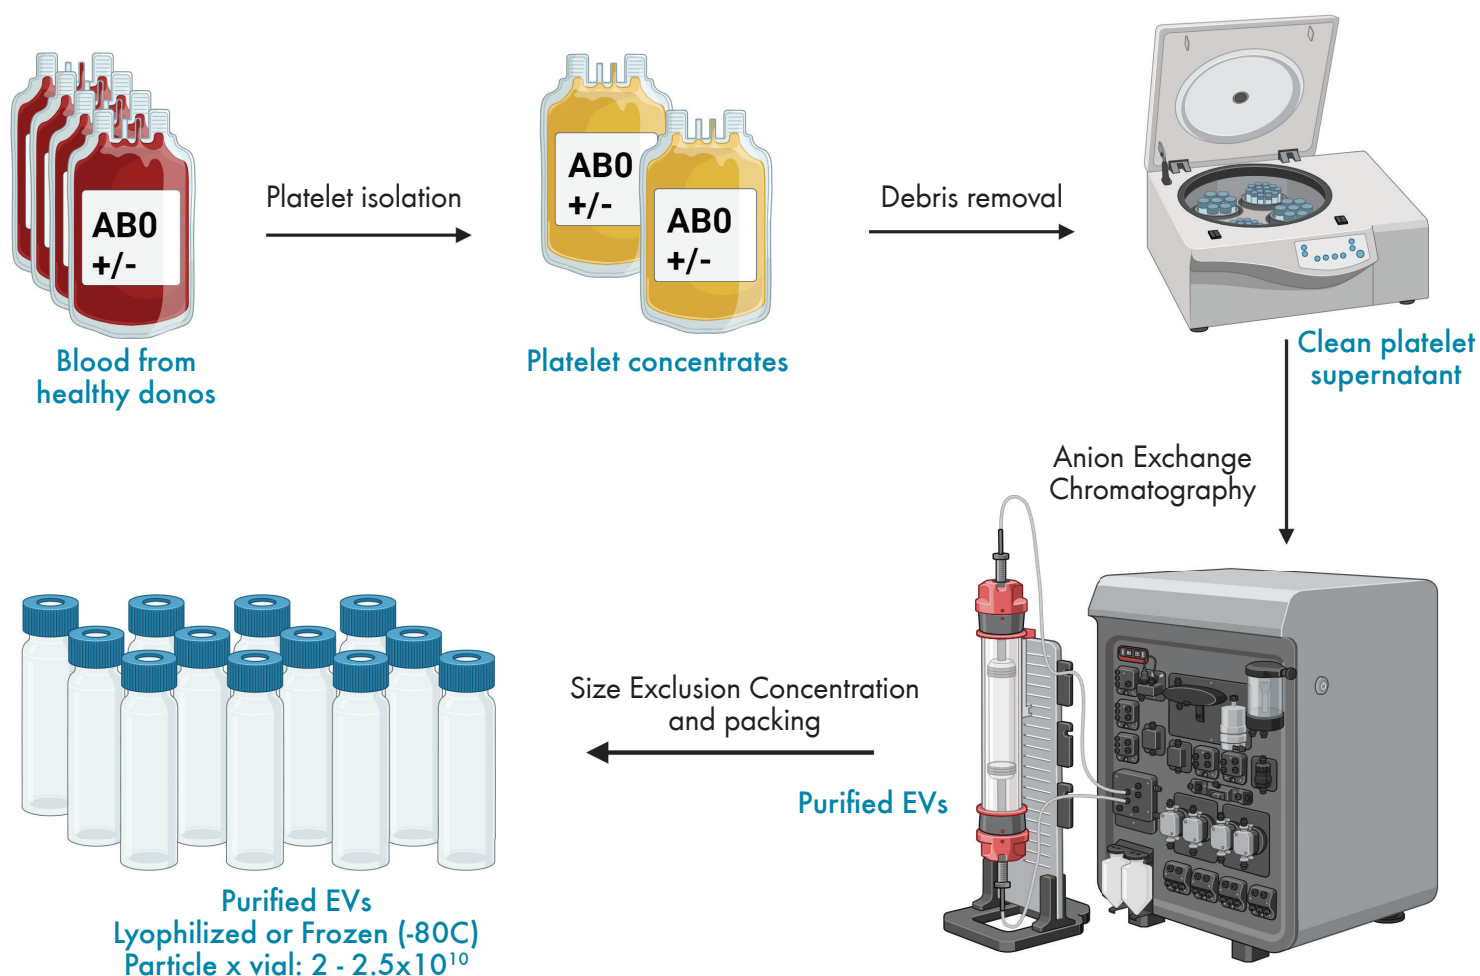 AB0
+/-
Blood from
healthy donos
Platelet isolation
AB0
+/-
AB0
+/-
Platelet concentrates
Debris removal
Clean platelet
supernatant
Anion Exchange
Chromatography
Purified EVs
Size Exclusion Concentration
and packing
Purified EVs
Lyophilized or Frozen (-80C)
Particle x vial: 2 - 2.5x10¹⁰